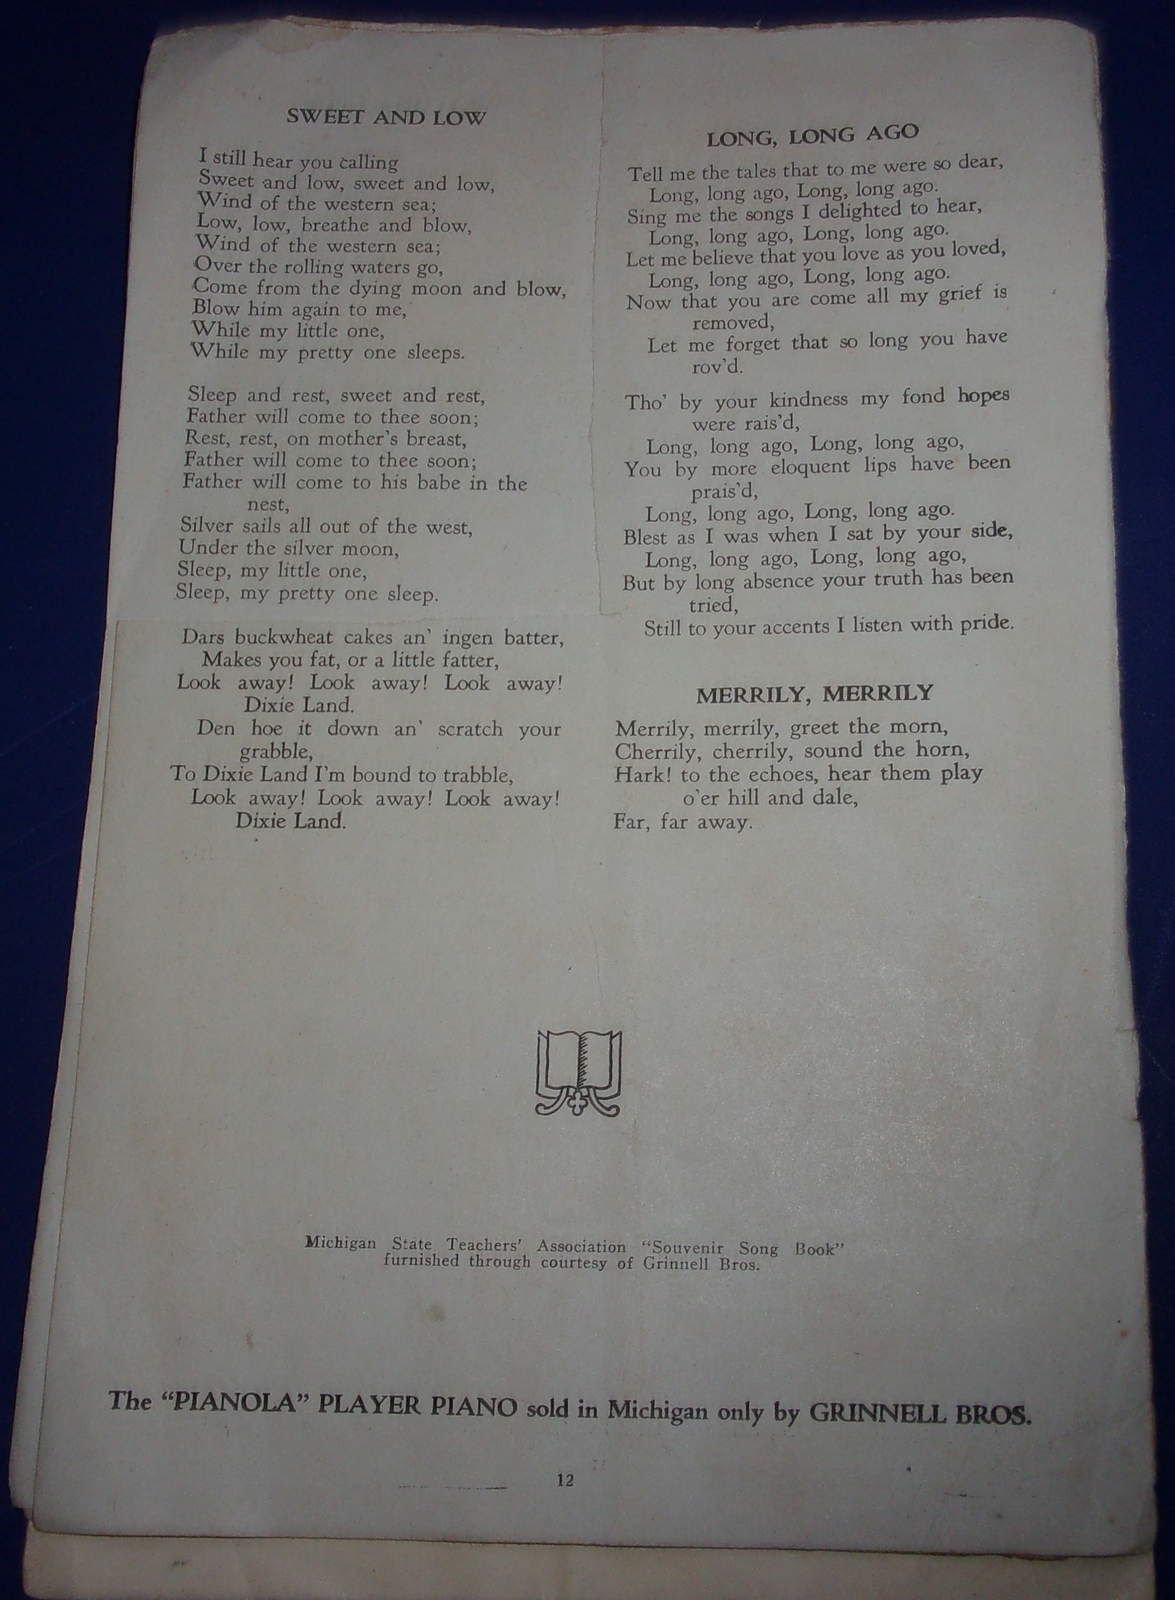 SWEET AND LOW
I still hear you calling
Sweet and low, sweet and low,
Wind of the western sea;
Low, low, breathe and blow,
Wind of the western sea;
Over the rolling waters go,
Come from the dying moon and blow,
Blow him again to me,
While my little one,
While my pretty one sleeps.
Sleep and rest, sweet and rest,
Father will come to thee soon;
Rest, rest, on mother's breast,
Father will come to thee soon;
Father will come to his babe in the
nest,
Silver sails all out of the west,
Under the silver moon,
Sleep, my little one,
Sleep, my pretty one sleep.
Dars buckwheat cakes an' ingen batter,
Makes you fat, or a little fatter,
Look away! Look away! Look away!
Dixie Land.
Den hoe it down an' scratch your
grabble,
To Dixie Land I'm bound to trabble,
Look away! Look away! Look away!
Dixie Land.
LONG, LONG AGO
Tell me the tales that to me were so dear,
Long, long ago, Long, long ago.
Sing me the songs I delighted to hear,
Long, long ago, Long, long ago.
Let me believe that you love as you loved,
Long, long ago, Long, long ago.
Now that you are come all my grief is
removed,
Let me forget that so long you have
rov'd.
Tho' by your kindness my fond hopes
were rais'd,
Long, long ago, Long, long ago,
You by more eloquent lips have been
prais'd,
Long, long ago, Long, long ago.
Blest as I was when I sat by your side,
Long, long ago, Long, long ago,
But by long absence your truth has been
tried,
Still to your accents I listen with pride.
MERRILY, MERRILY
Merrily, merrily, greet the morn,
Cherrily, cherrily, sound the horn,
Hark! to the echoes, hear them play
o'er hill and dale,
Far, far away.
Michigan State Teachers' Association "Souvenir Song Book"
furnished through courtesy of Grinnell Bros.
The "PIANOLA" PLAYER PIANO sold in Michigan only by GRINNELL BROS.
12